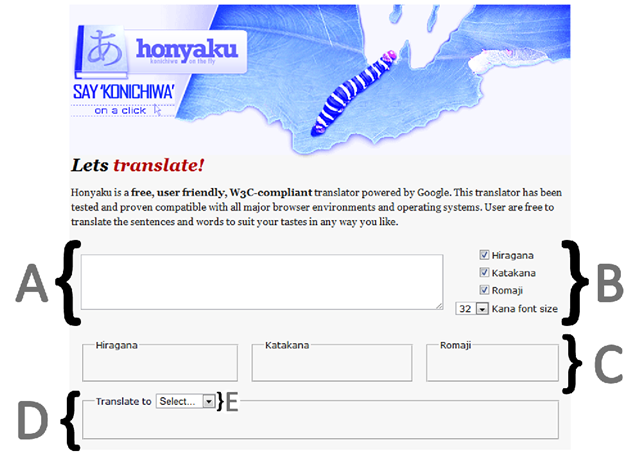 あ
honyaku
konichiwa on the fly
SAY 'KONICHIWA'
on a click
Lets translate!
Honyaku is a free, user friendly, W3C-compliant translator powered by Google. This translator has been
tested and proven compatible with all major browser environments and operating systems. User are free to
translate the sentences and words to suit your tastes in any way you like.
A
Hiragana
Katakana
Romaji
32 Kana font size
B
Hiragana Katakana Romaji
C
D
Translate to Select... E